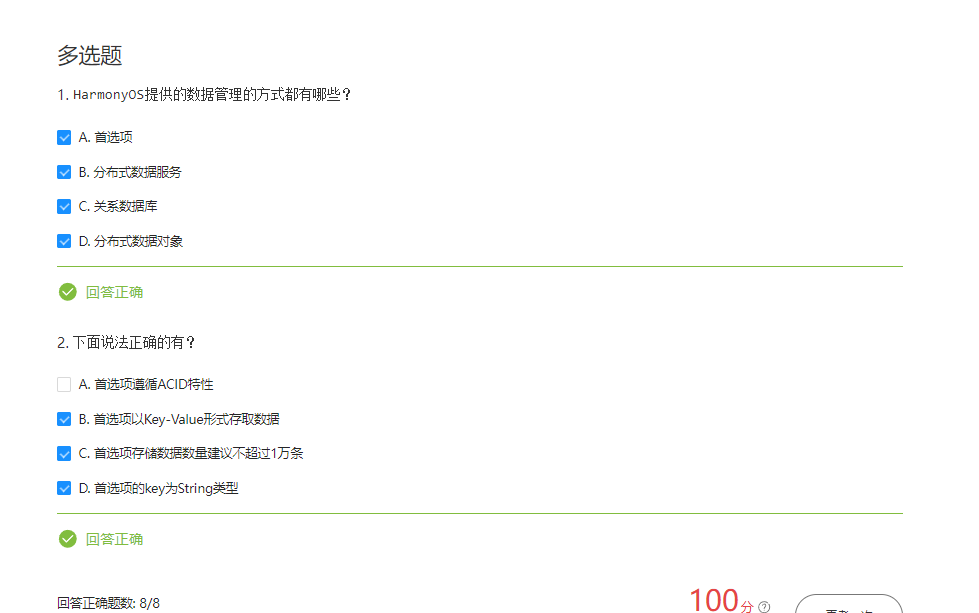 多选题
1. HarmonyOS提供的数据管理的方式都有哪些？
A. 首选项
B. 分布式数据服务
C. 关系数据库
D. 分布式数据对象
回答正确
2. 下面说法正确的有？
A. 首选项遵循ACID特性
B. 首选项以Key-Value形式存取数据
C. 首选项存储数据数量建议不超过1万条
D. 首选项的key为String类型
回答正确
回答正确题数: 8/8
100分